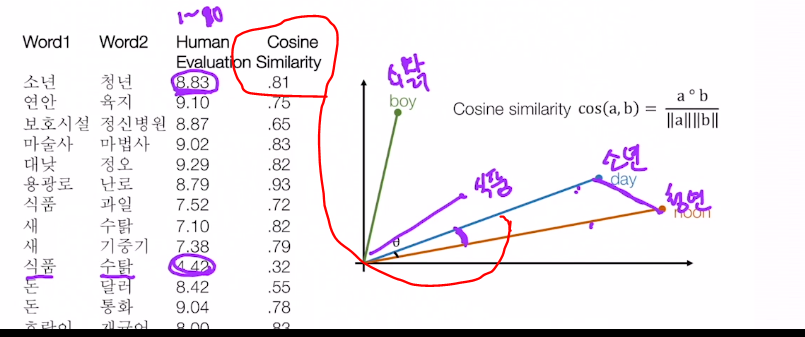 1~10
Word1 Word2 Human Evaluation Cosine Similarity
소년 청년 8.83 .81
연안 육지 9.10 .75
보호시설 정신병원 8.87 .65
마술사 마법사 9.02 .83
대낮 정오 9.29 .82
용광로 난로 8.79 .93
식품 과일 7.52 .72
새 수탉 7.10 .82
새 기중기 7.38 .79
식품 수탉 4.42 .32
돈 달러 8.42 .55
돈 통화 9.04 .78
호랑이 재규어 8.00 .83
수탉
boy
Cosine similarity cos(a, b) = a ° b / ||a||||b||
식품
소년
day
청년
noon
θ